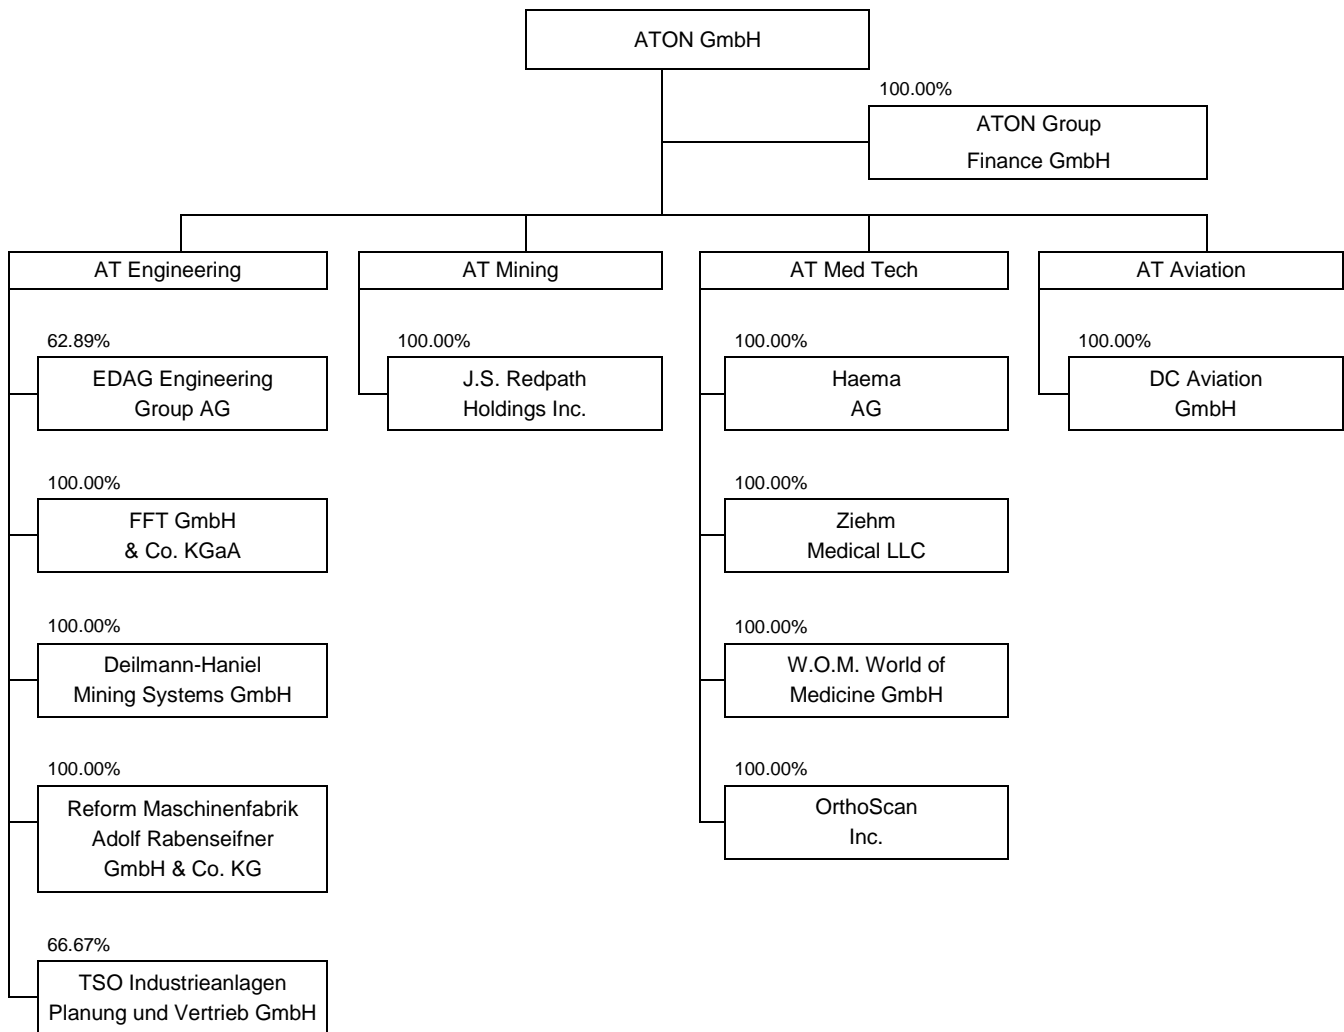 ATON GmbH
100.00%
ATON Group
Finance GmbH
AT Engineering
AT Mining
AT Med Tech
AT Aviation
62.89%
EDAG Engineering
Group AG
100.00%
FFT GmbH
& Co. KGaA
100.00%
Deilmann-Haniel
Mining Systems GmbH
100.00%
Reform Maschinenfabrik
Adolf Rabenseifner
GmbH & Co. KG
66.67%
TSO Industrieanlagen
Planung und Vertrieb GmbH
100.00%
J.S. Redpath
Holdings Inc.
100.00%
Haema
AG
100.00%
Ziehm
Medical LLC
100.00%
W.O.M. World of
Medicine GmbH
100.00%
OrthoScan
Inc.
100.00%
DC Aviation
GmbH